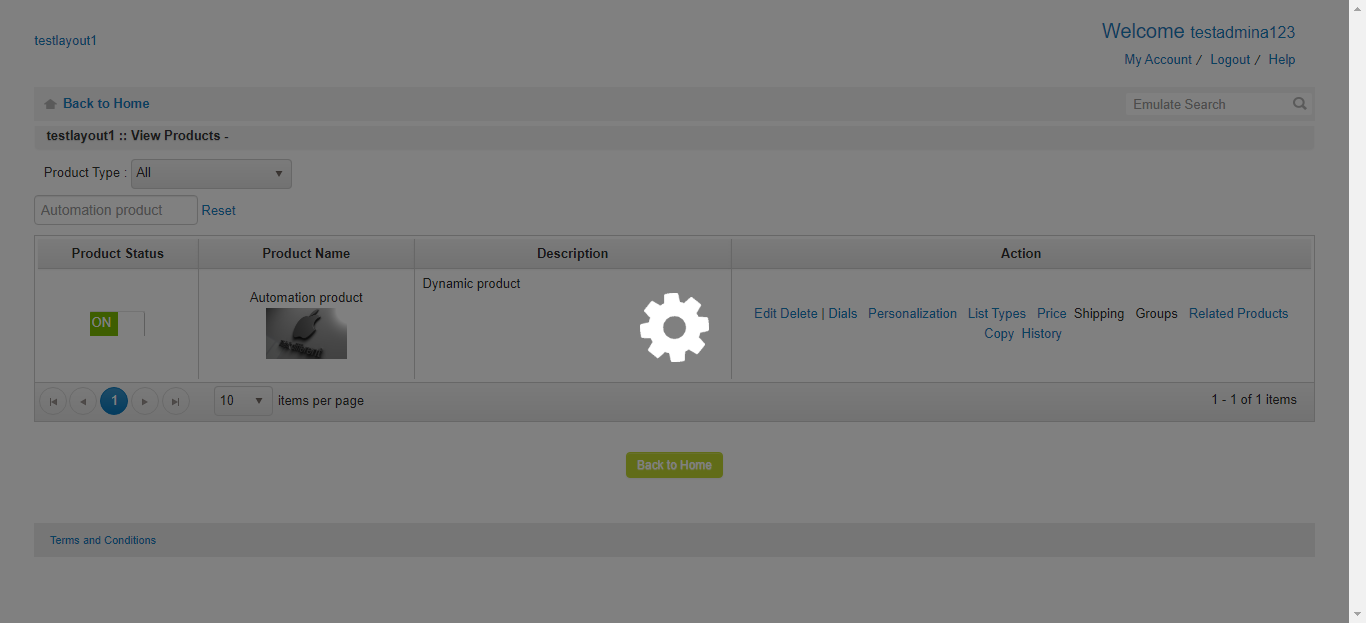 testlayout1
Welcome testadmina123
My Account / Logout / Help
Back to Home
Emulate Search
testlayout1 :: View Products -
Product Type : All
Automation product Reset
Product Status Product Name Description Action
ON
Automation product
Dynamic product
Edit Delete | Dials Personalization List Types Price Shipping Groups Related Products
Copy History
1 10 items per page 1 - 1 of 1 items
Back to Home
Terms and Conditions